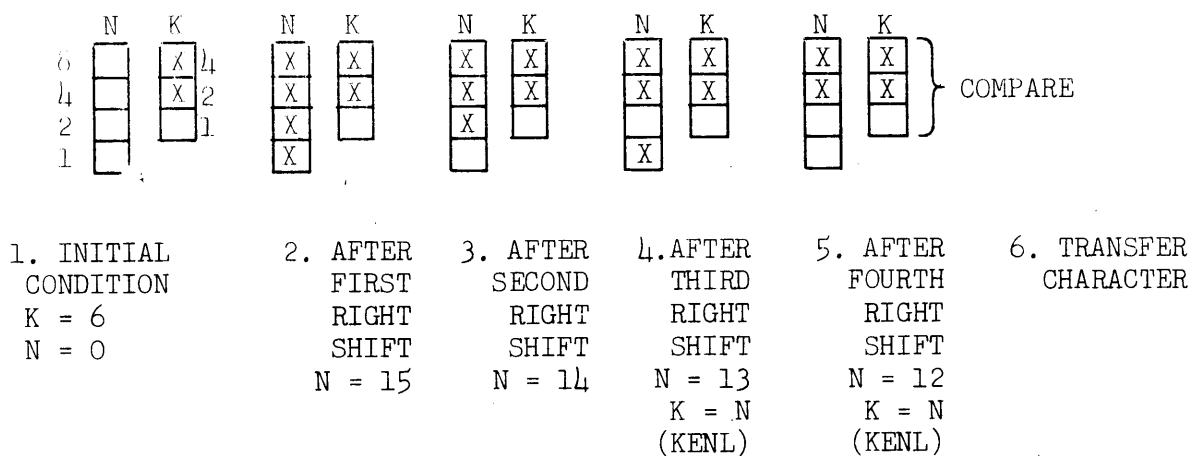 N K N K N K N K N K
8 X 4 X X X X X X X X
4 X 2 X X X X X X X X COMPARE
2 1 X X
1 X X
1. INITIAL
CONDITION
K = 6
N = 0
2. AFTER
FIRST
RIGHT
SHIFT
N = 15
3. AFTER
SECOND
RIGHT
SHIFT
N = 14
4. AFTER
THIRD
RIGHT
SHIFT
N = 13
K = N
(KENL)
5. AFTER
FOURTH
RIGHT
SHIFT
N = 12
K = N
(KENL)
6. TRANSFER
CHARACTER